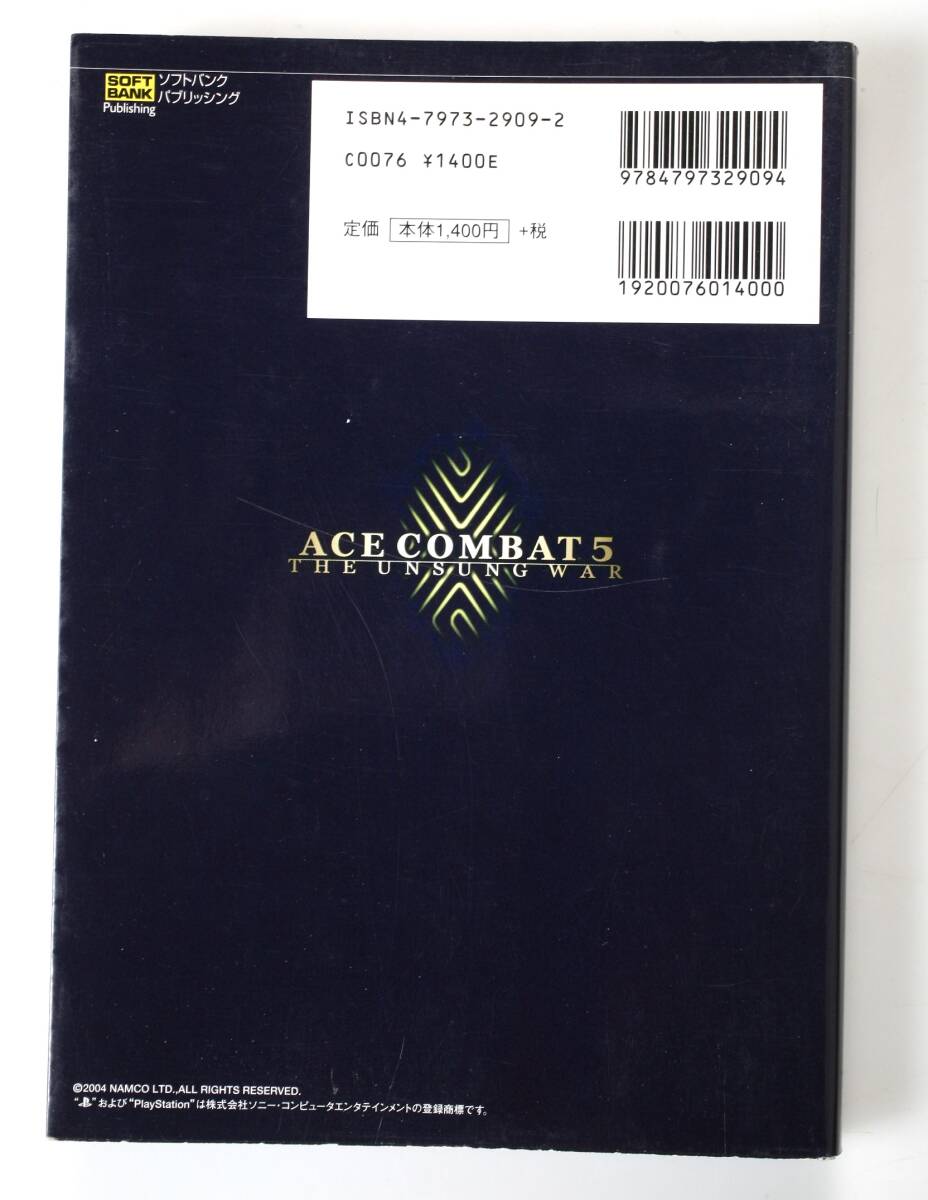 SOFT
BANK
Publishing
ソフトバンク
パブリッシング
ISBN4-7973-2909-2
C0076 ¥1400E
定価 本体1,400円 +税
9784797329094
1920076014000
ACE COMBAT 5
THE UNSUNG WAR
©2004 NAMCO LTD.,ALL RIGHTS RESERVED.
“ ”および“PlayStation”は株式会社ソニー・コンピュータエンタテインメントの登録商標です。